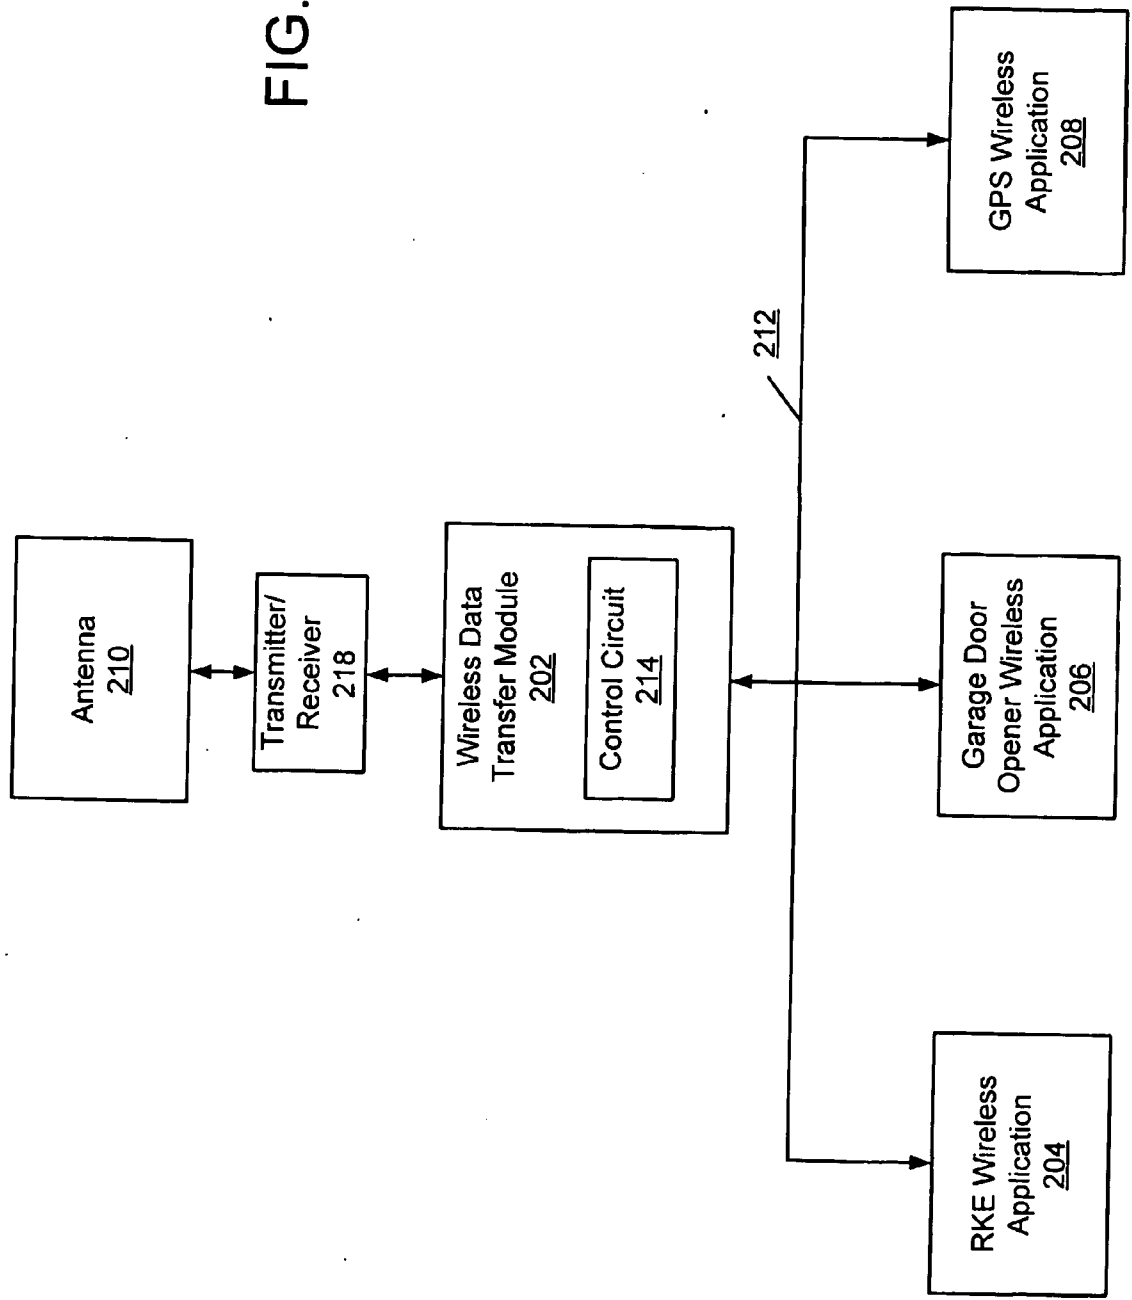 FIG.
Antenna
210
Transmitter/
Receiver
218
Wireless Data
Transfer Module
202
Control Circuit
214
212
RKE Wireless
Application
204
Garage Door
Opener Wireless
Application
206
GPS Wireless
Application
208